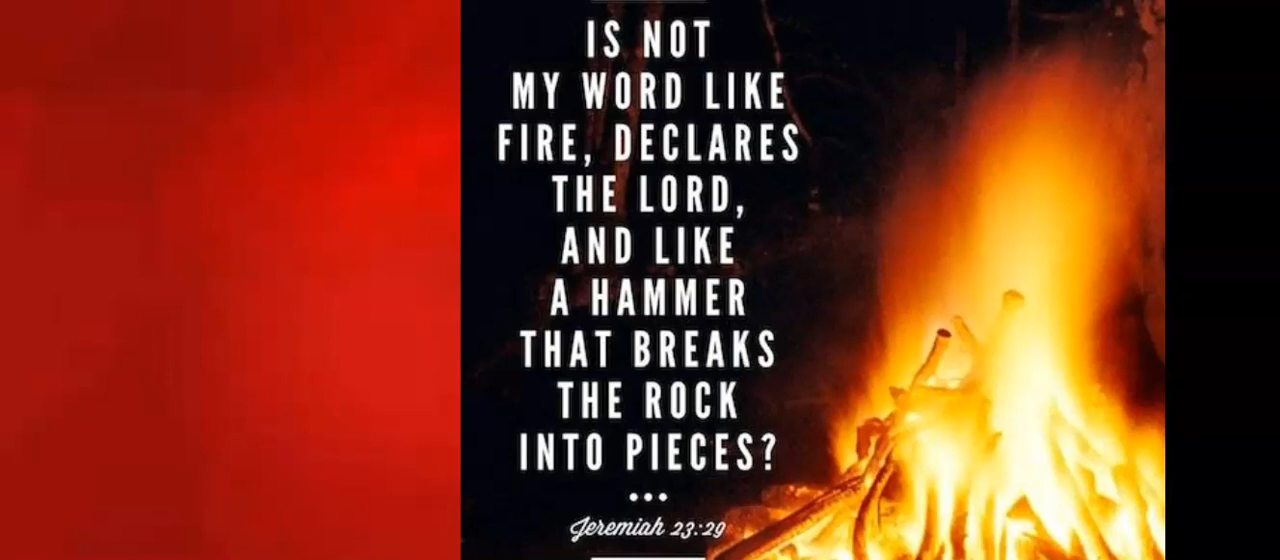 IS NOT
MY WORD LIKE
FIRE, DECLARES
THE LORD,
AND LIKE
A HAMMER
THAT BREAKS
THE ROCK
INTO PIECES?
•••
Jeremiah 23:29